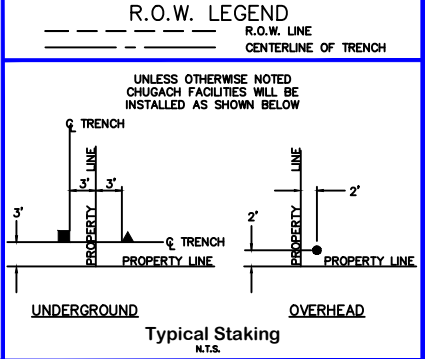 R.O.W. LEGEND
R.O.W. LINE
CENTERLINE OF TRENCH
UNLESS OTHERWISE NOTED
CHUGACH FACILITIES WILL BE
INSTALLED AS SHOWN BELOW
℄ TRENCH
PROPERTY LINE
3' 3'
3'
℄ TRENCH
PROPERTY LINE
UNDERGROUND
PROPERTY LINE
2'
2'
PROPERTY LINE
OVERHEAD
Typical Staking
N.T.S.